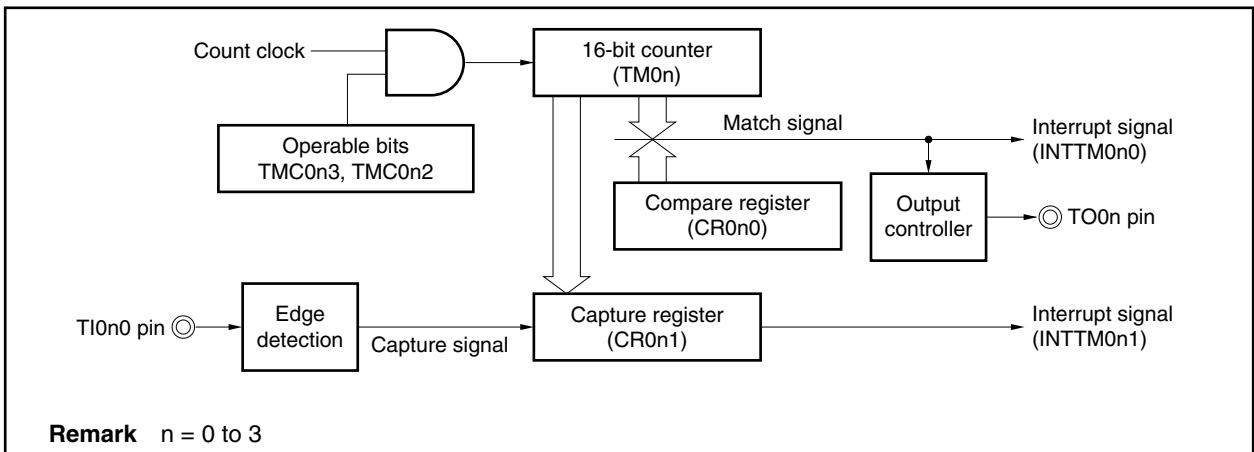 Count clock
16-bit counter
(TM0n)
Operable bits
TMC0n3, TMC0n2
Match signal
Interrupt signal
(INTTM0n0)
Compare register
(CR0n0)
Output
controller
TO0n pin
TI0n0 pin
Edge
detection
Capture signal
Capture register
(CR0n1)
Interrupt signal
(INTTM0n1)
Remark n = 0 to 3